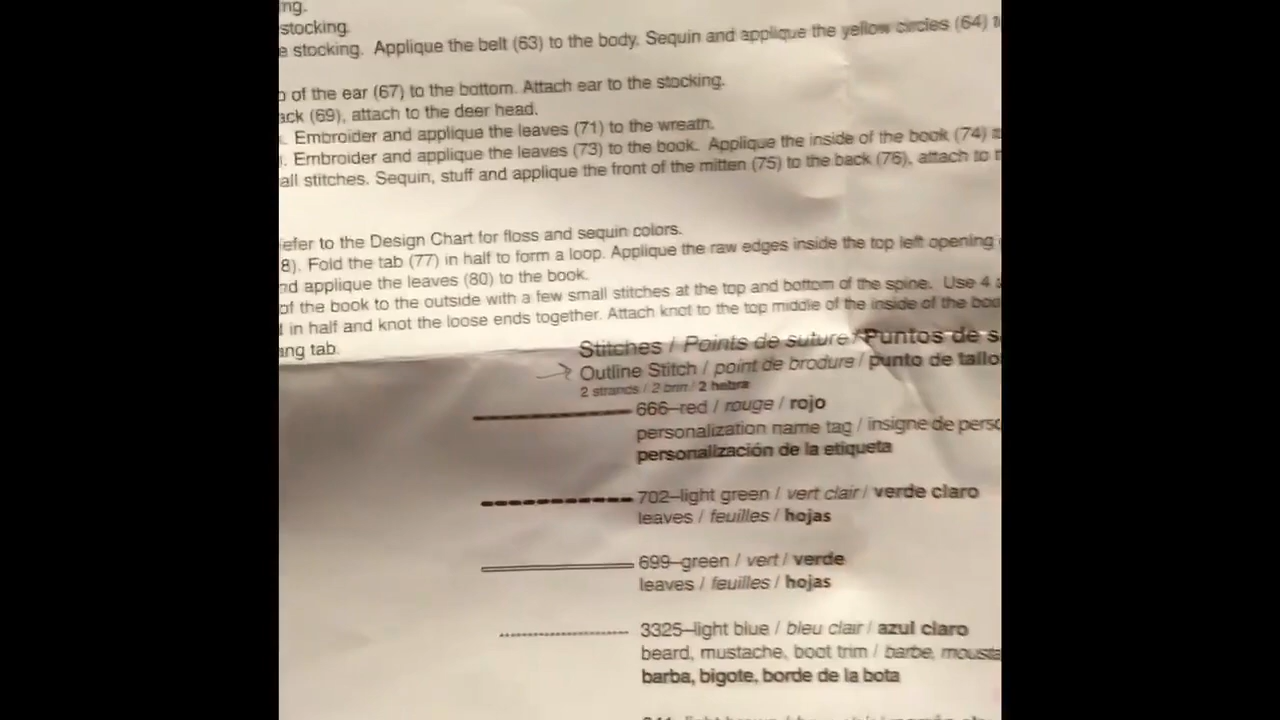 ng.
stocking.
e stocking. Applique the belt (63) to the body. Sequin and applique the yellow circles (64)
of the ear (67) to the bottom. Attach ear to the stocking.
ack (69), attach to the deer head.
. Embroider and applique the leaves (71) to the wreath.
. Embroider and applique the leaves (73) to the book. Applique the inside of the book (74)
all stitches. Sequin, stuff and applique the front of the mitten (75) to the back (76), attach to
efer to the Design Chart for floss and sequin colors.
8). Fold the tab (77) in half to form a loop. Applique the raw edges inside the top left opening
nd applique the leaves (80) to the book.
of the book to the outside with a few small stitches at the top and bottom of the spine. Use 4
in half and knot the loose ends together. Attach knot to the top middle of the inside of the boo
ang tab.
Stitches / Points de suture / Puntos de s
Outline Stitch / point de brodure / punto de tallo
2 strands / 2 brin / 2 hebra
666–red / rouge / rojo
personalization name tag / insigne de perso
personalización de la etiqueta
702–light green / vert clair / verde claro
leaves / feuilles / hojas
699–green / vert / verde
leaves / feuilles / hojas
3325–light blue / bleu clair / azul claro
beard, mustache, boot trim / barbe, mousta
barba, bigote, borde de la bota